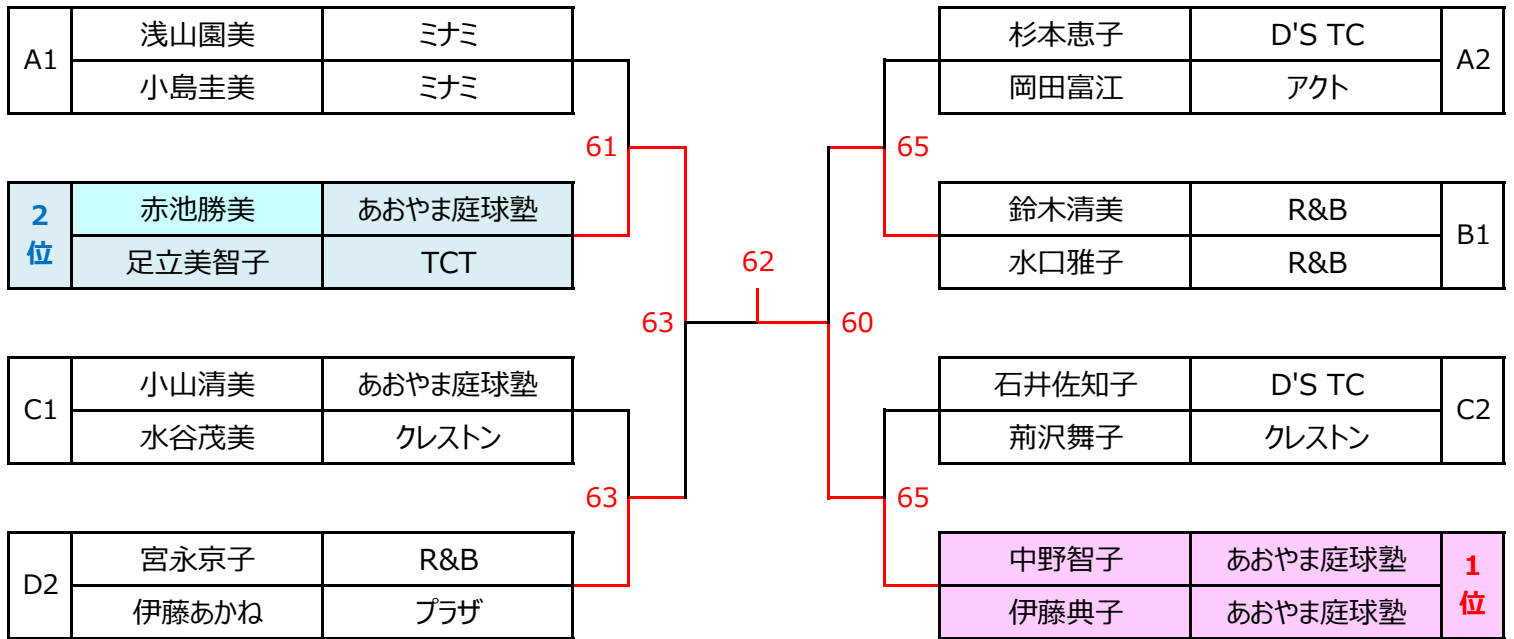 A1
浅山園美 ミナミ
小島圭美 ミナミ
61
2位
赤池勝美 あおやま庭球塾
足立美智子 TCT
63
C1
小山清美 あおやま庭球塾
水谷茂美 クレストン
63
D2
宮永京子 R&B
伊藤あかね プラザ
62
杉本恵子 D'S TC
岡田富江 アクト
A2
65
鈴木清美 R&B
水口雅子 R&B
B1
60
石井佐知子 D'S TC
荊沢舞子 クレストン
C2
65
中野智子 あおやま庭球塾
伊藤典子 あおやま庭球塾
1位